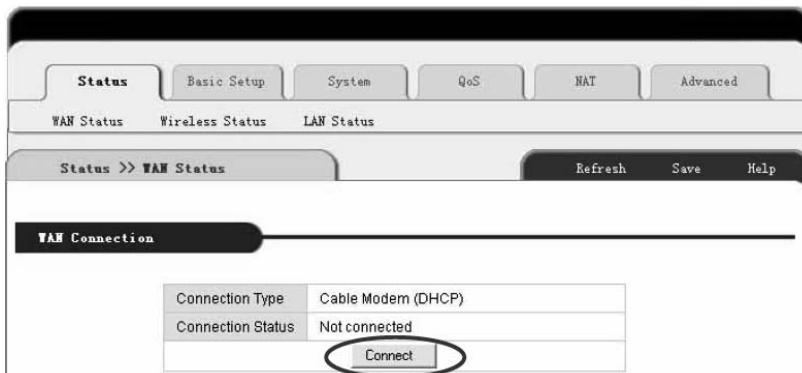 Status Basic Setup System QoS NAT Advanced
WAN Status Wireless Status LAN Status
Status >> WAN Status Refresh Save Help
WAN Connection
Connection Type Cable Modem (DHCP)
Connection Status Not connected
Connect